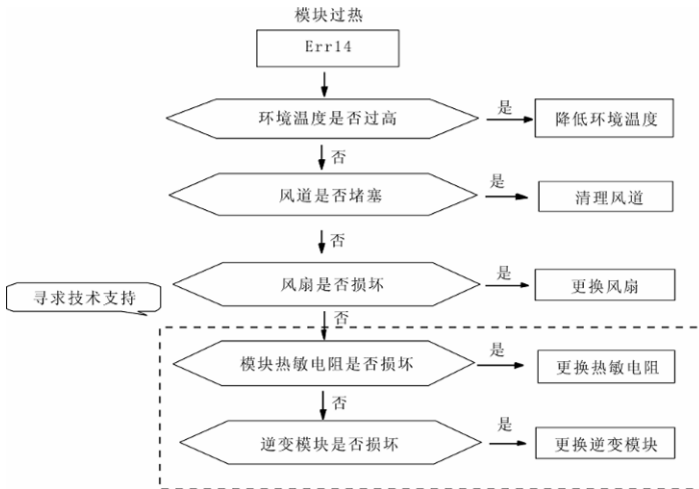 模块过热
Err14
环境温度是否过高
是
降低环境温度
否
风道是否堵塞
是
清理风道
否
风扇是否损坏
是
更换风扇
寻求技术支持
否
模块热敏电阻是否损坏
是
更换热敏电阻
否
逆变模块是否损坏
是
更换逆变模块